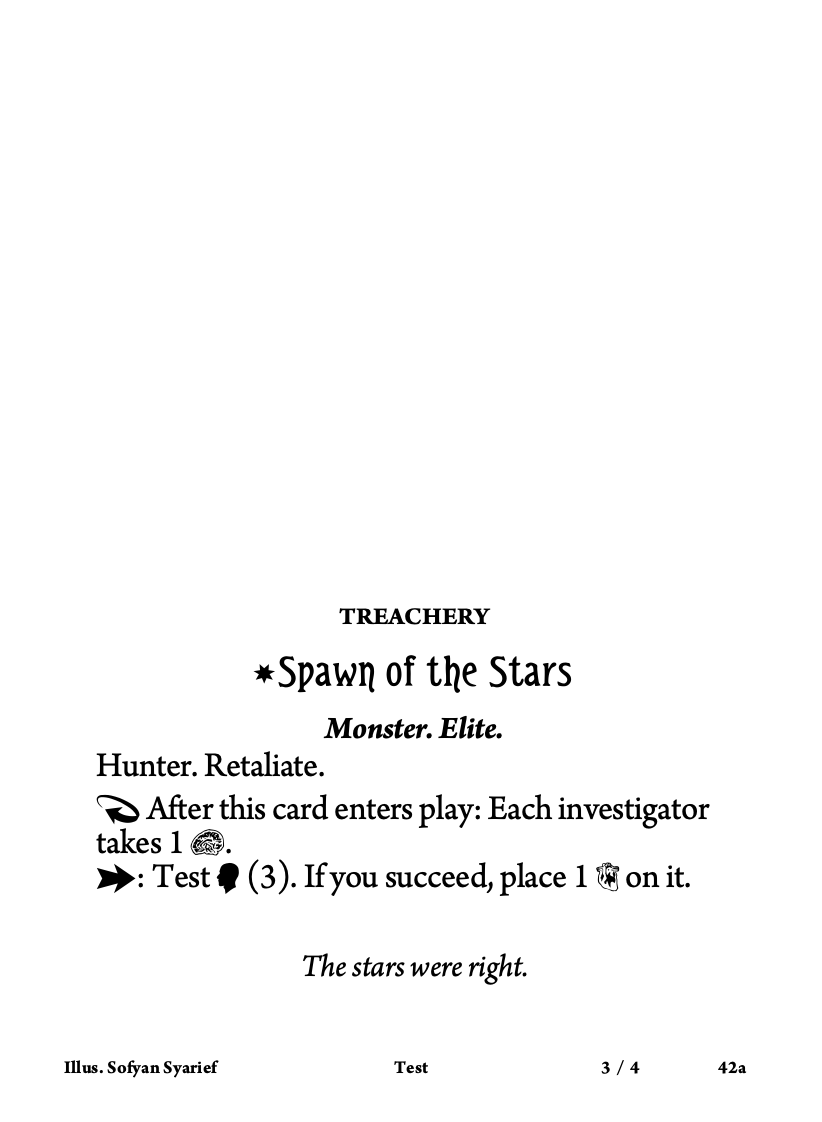 TREACHERY
Spawn of the Stars
Monster. Elite.
Hunter. Retaliate.
After this card enters play: Each investigator
takes 1 .
: Test (3). If you succeed, place 1 on it.
The stars were right.
Illus. Sofyan Syarief Test 3 / 4 42a